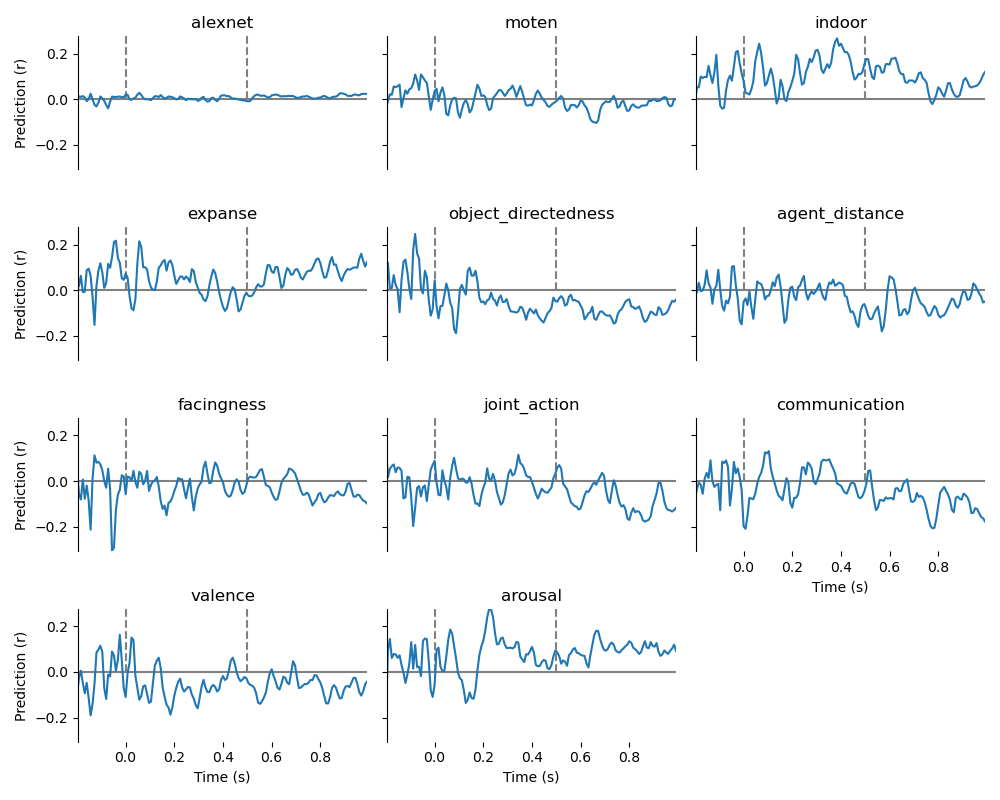 alexnet
moten
indoor
Prediction (r)
0.2
0.0
−0.2
expanse
object_directedness
agent_distance
Prediction (r)
0.2
0.0
−0.2
facingness
joint_action
communication
Prediction (r)
0.2
0.0
−0.2
0.0 0.2 0.4 0.6 0.8
Time (s)
valence
arousal
Prediction (r)
0.2
0.0
−0.2
0.0 0.2 0.4 0.6 0.8
Time (s)
0.0 0.2 0.4 0.6 0.8
Time (s)